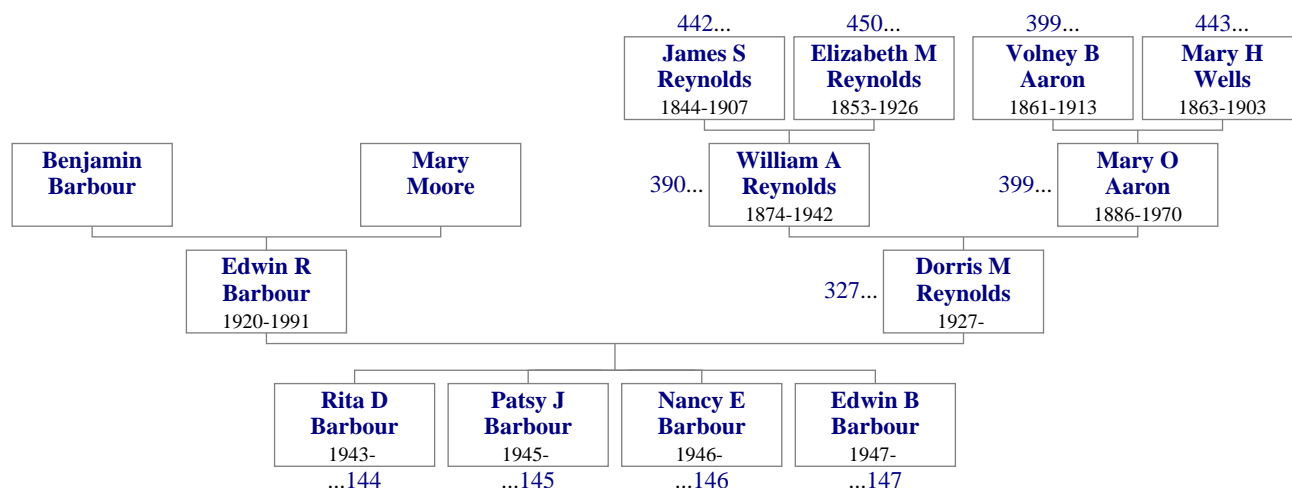 442...
450...
399...
443...
James S
Reynolds
1844-1907
Elizabeth M
Reynolds
1853-1926
Volney B
Aaron
1861-1913
Mary H
Wells
1863-1903
Benjamin
Barbour
Mary
Moore
390...
William A
Reynolds
1874-1942
399...
Mary O
Aaron
1886-1970
Edwin R
Barbour
1920-1991
327...
Dorris M
Reynolds
1927-
Rita D
Barbour
1943-
...144
Patsy J
Barbour
1945-
...145
Nancy E
Barbour
1946-
...146
Edwin B
Barbour
1947-
...147